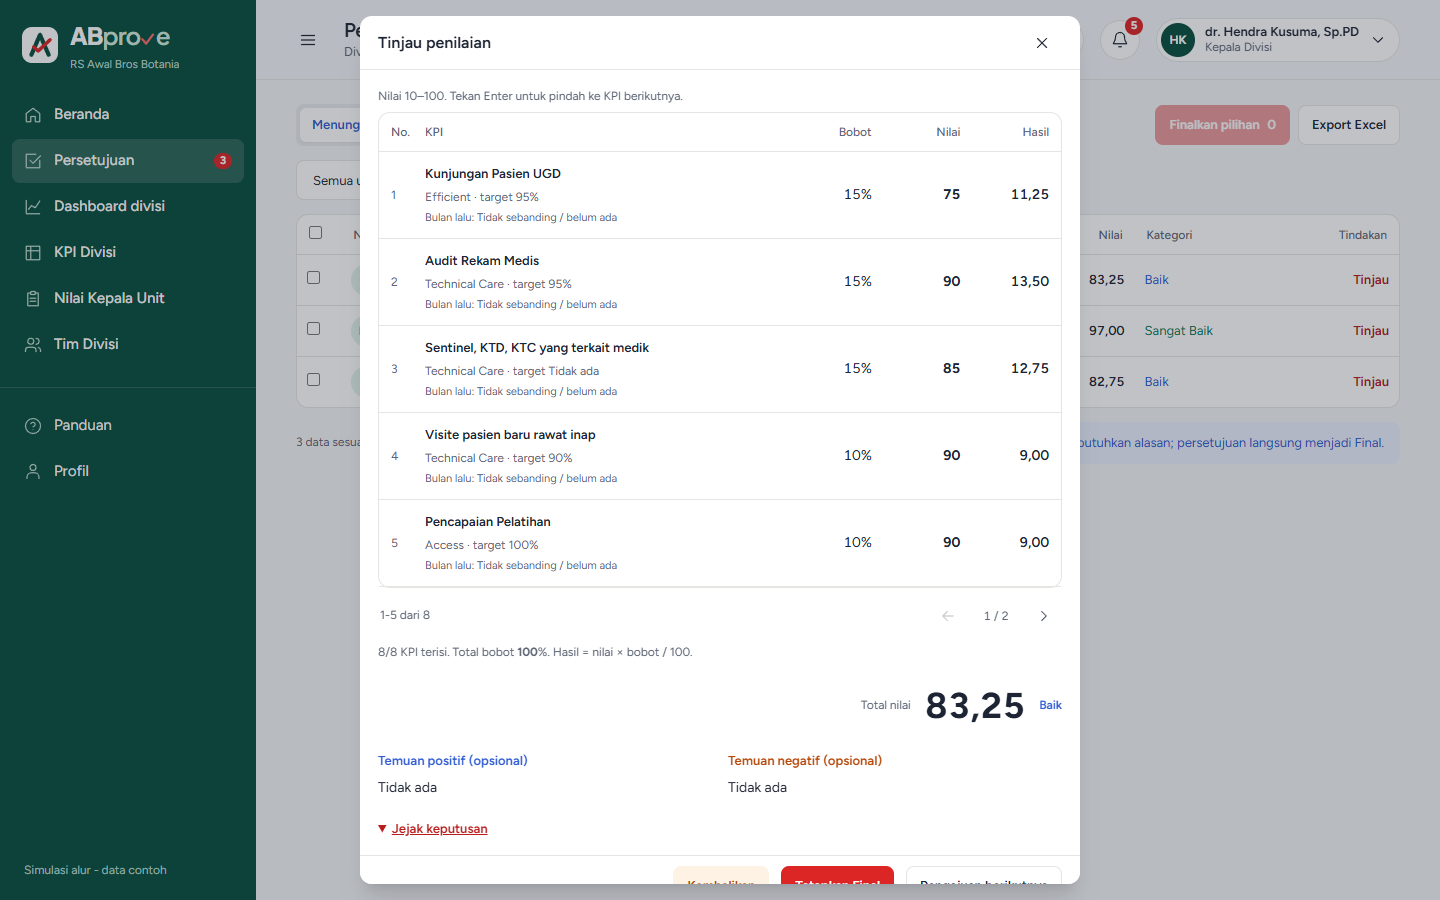 ABprove
RS Awal Bros Botania
Beranda
Persetujuan
3
Dashboard divisi
KPI Divisi
Nilai Kepala Unit
Tim Divisi
Panduan
Profil
Simulasi alur - data contoh
5
HK
dr. Hendra Kusuma, Sp.PD
Kepala Divisi
Finalkan pilihan 0
Export Excel
Nilai
Kategori
Tindakan
83,25
Baik
Tinjau
97,00
Sangat Baik
Tinjau
82,75
Baik
Tinjau
alasan; persetujuan langsung menjadi Final.
3 data
Semua
Tinjau penilaian
Nilai 10–100. Tekan Enter untuk pindah ke KPI berikutnya.
No.
KPI
Bobot
Nilai
Hasil
1
Kunjungan Pasien UGD
Efficient · target 95%
Bulan lalu: Tidak sebanding / belum ada
15%
75
11,25
2
Audit Rekam Medis
Technical Care · target 95%
Bulan lalu: Tidak sebanding / belum ada
15%
90
13,50
3
Sentinel, KTD, KTC yang terkait medik
Technical Care · target Tidak ada
Bulan lalu: Tidak sebanding / belum ada
15%
85
12,75
4
Visite pasien baru rawat inap
Technical Care · target 90%
Bulan lalu: Tidak sebanding / belum ada
10%
90
9,00
5
Pencapaian Pelatihan
Access · target 100%
Bulan lalu: Tidak sebanding / belum ada
10%
90
9,00
1-5 dari 8
1 / 2
8/8 KPI terisi. Total bobot 100%. Hasil = nilai × bobot / 100.
Total nilai
83,25
Baik
Temuan positif (opsional)
Tidak ada
Temuan negatif (opsional)
Tidak ada
Jejak keputusan
Kembalikan
Tetapkan Final
Pengajuan berikutnya